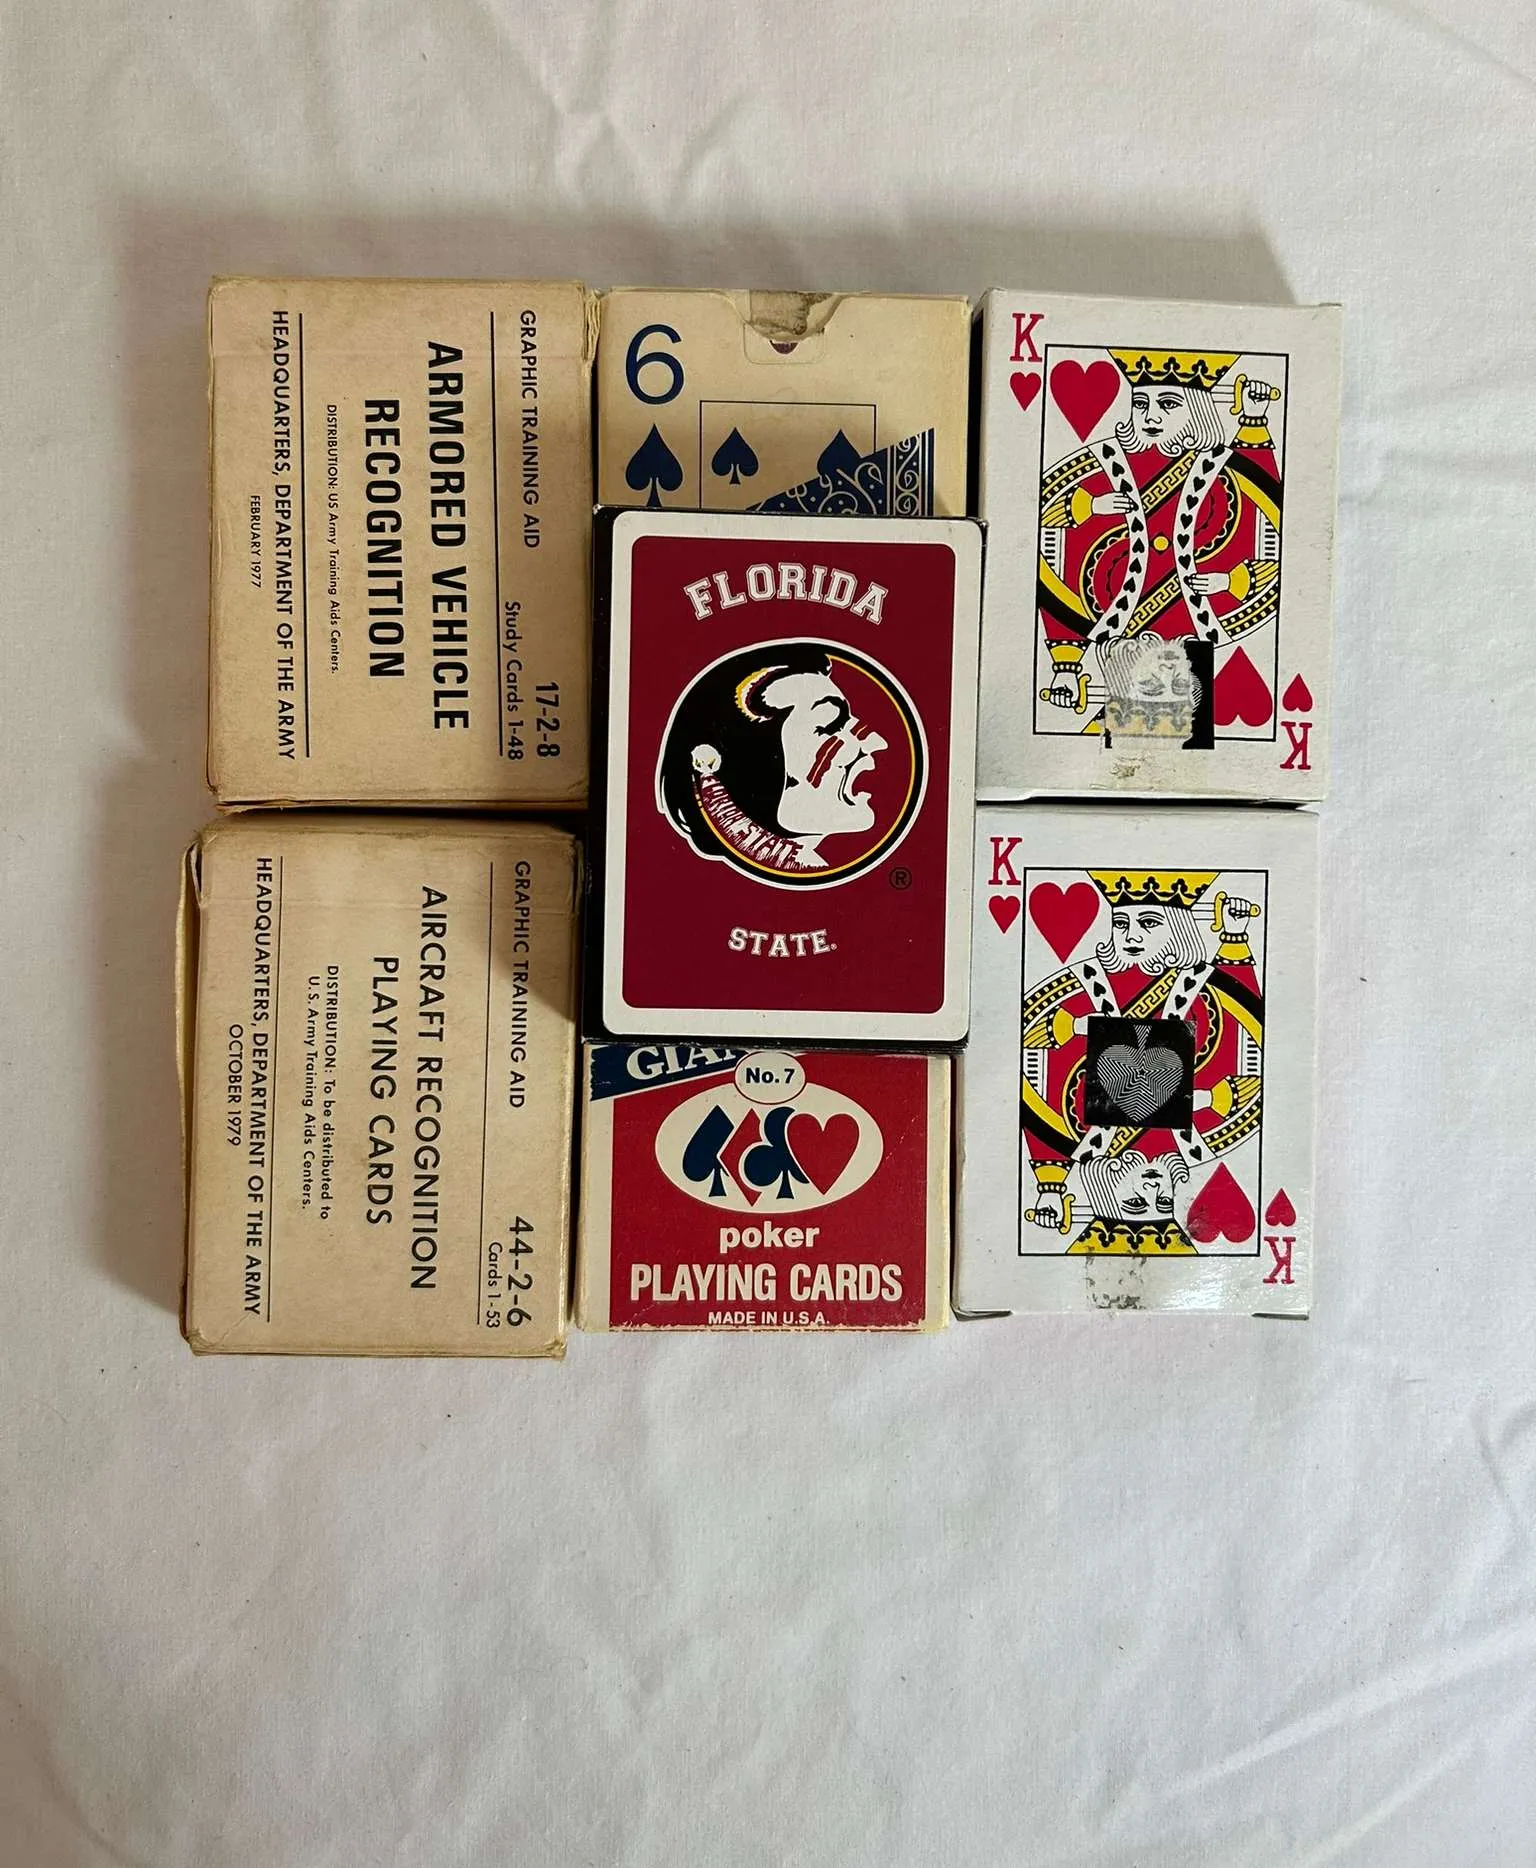 GRAPHIC TRAINING AID
17-2-8
Study Cards 1-48
ARMORED VEHICLE
RECOGNITION
DISTRIBUTION: US Army Training Aids Centers.
HEADQUARTERS, DEPARTMENT OF THE ARMY
FEBRUARY 1977
GRAPHIC TRAINING AID
44-2-6
Cards 1-53
AIRCRAFT RECOGNITION
PLAYING CARDS
DISTRIBUTION: To be distributed to
U.S. Army Training Aids Centers.
HEADQUARTERS, DEPARTMENT OF THE ARMY
OCTOBER 1979
6
FLORIDA
FLORIDA STATE
®
STATE.
No. 7
poker
PLAYING CARDS
MADE IN U.S.A.
K
K
K
K